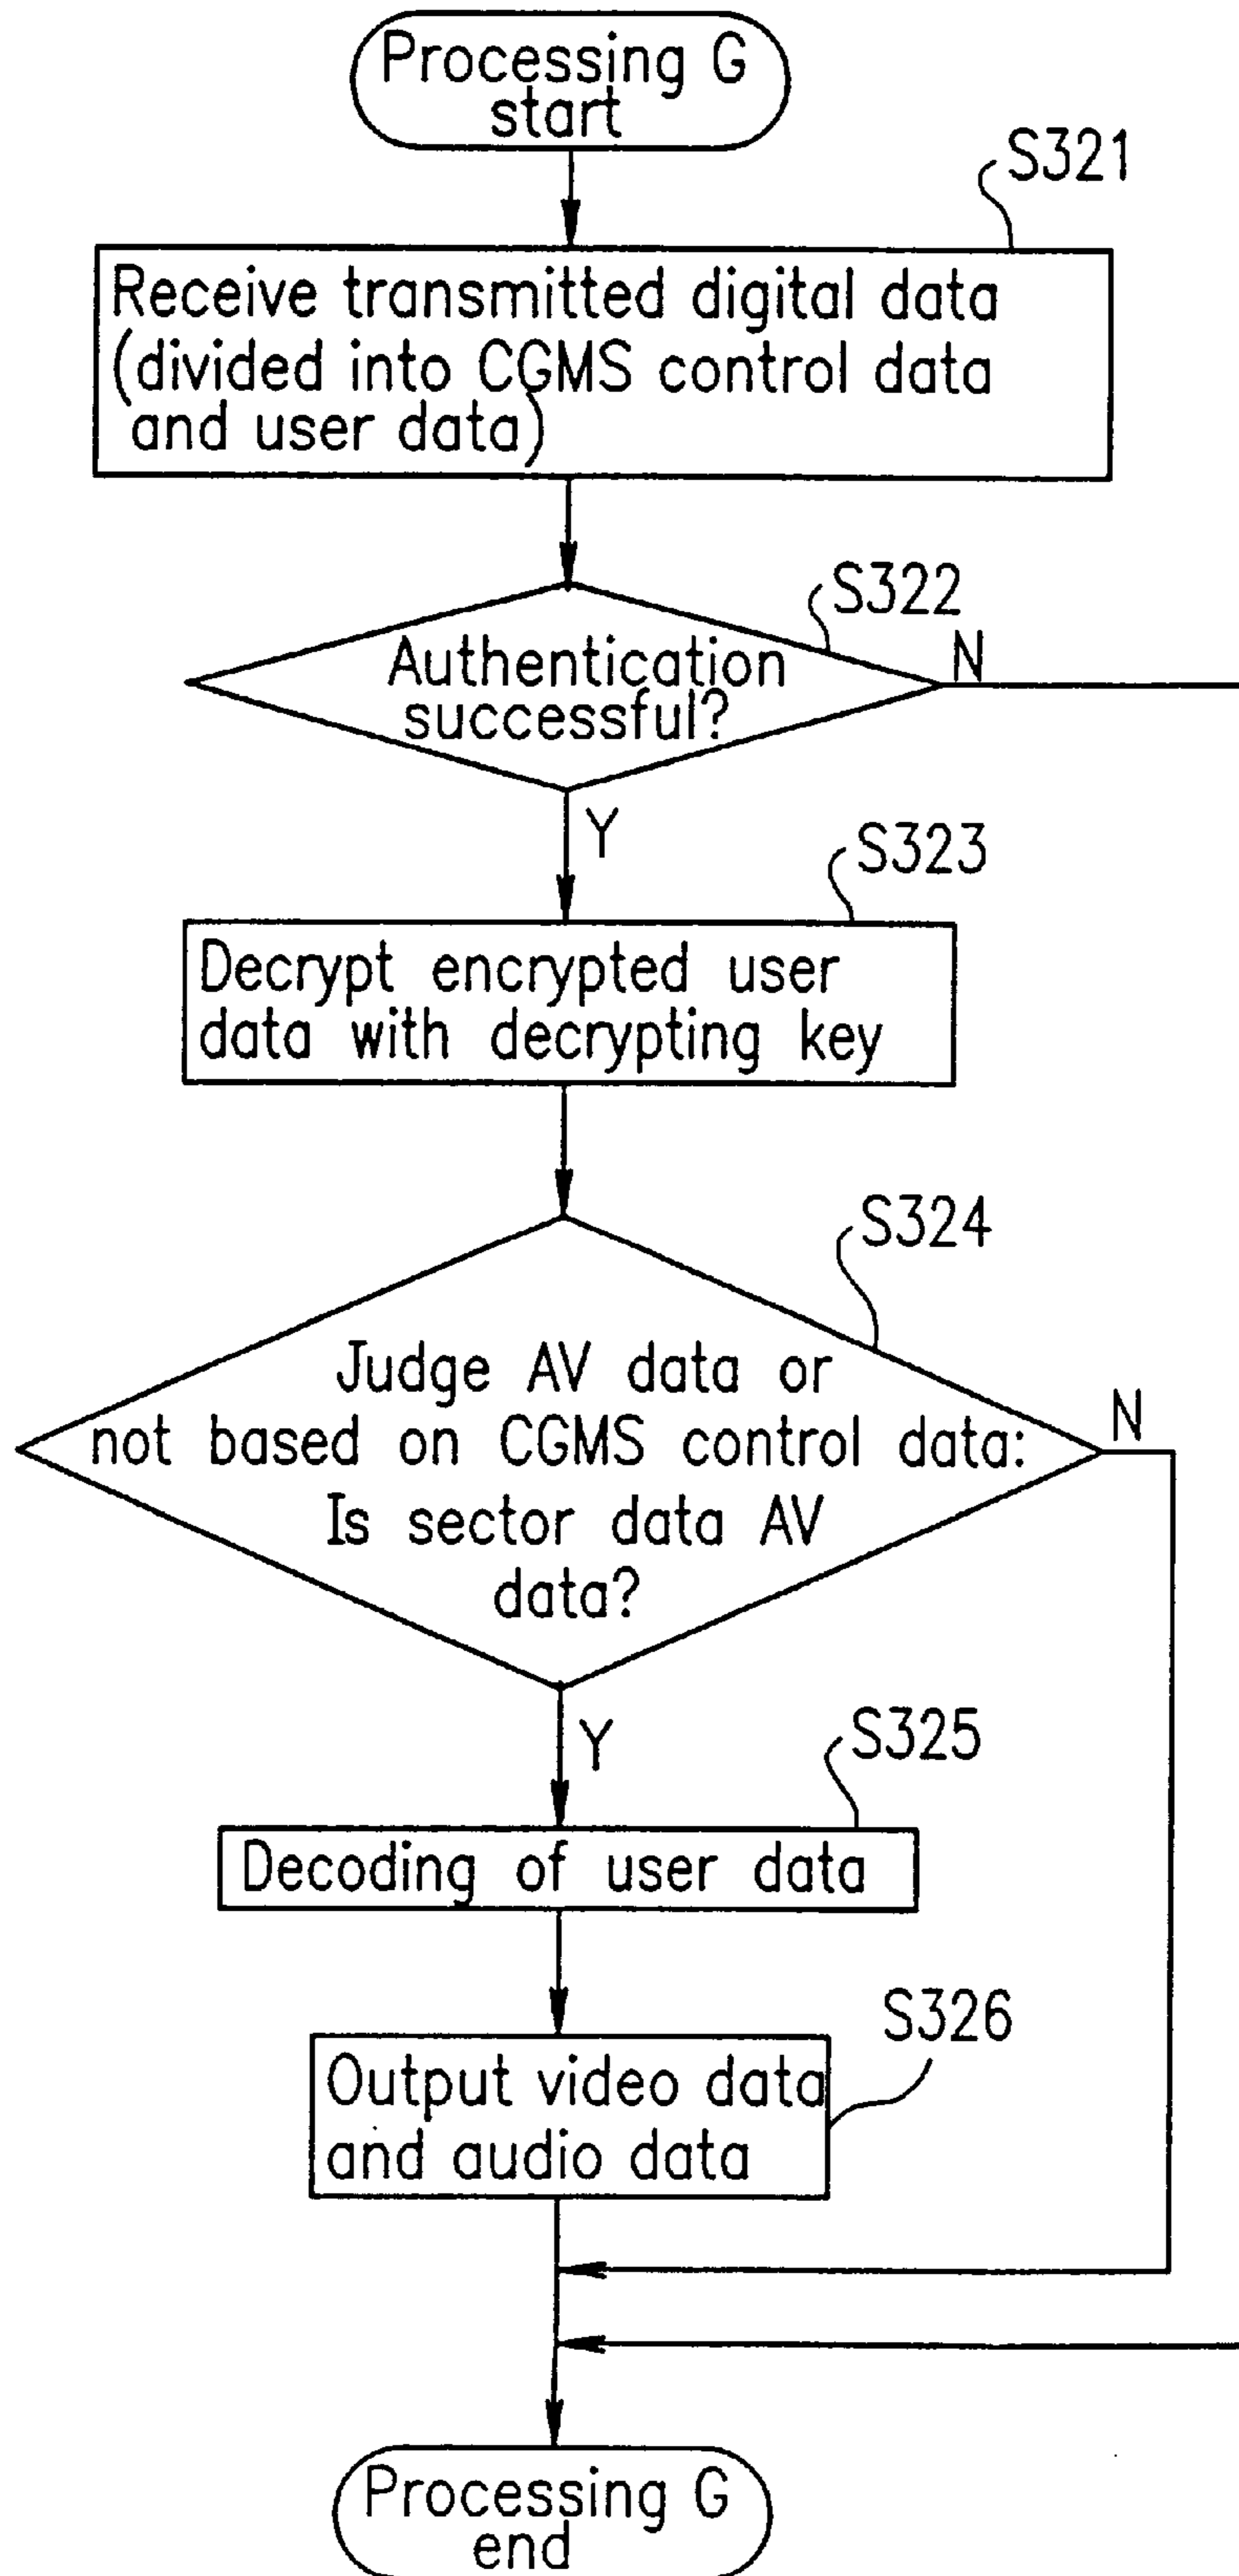 Processing G
start
S321
Receive transmitted digital data
(divided into CGMS control data
and user data)
S322
Authentication
successful?
N
Y
S323
Decrypt encrypted user
data with decrypting key
S324
Judge AV data or
not based on CGMS control data:
Is sector data AV
data?
N
Y
S325
Decoding of user data
S326
Output video data
and audio data
Processing G
end